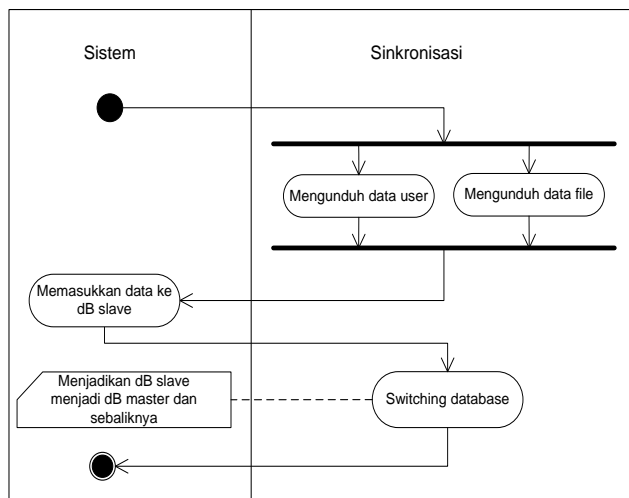 Sistem
Sinkronisasi
Mengunduh data user
Mengunduh data file
Memasukkan data ke
dB slave
Menjadikan dB slave
menjadi dB master dan
sebaliknya
Switching database